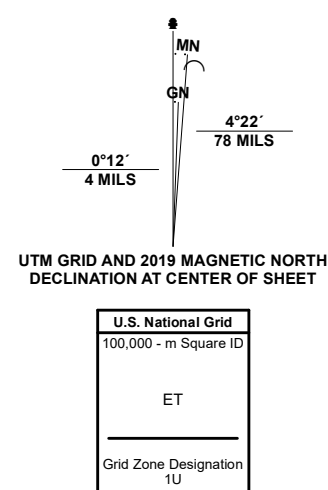 MN
GN
4°22´
78 MILS
0°12´
4 MILS
UTM GRID AND 2019 MAGNETIC NORTH
DECLINATION AT CENTER OF SHEET
U.S. National Grid
100,000 - m Square ID
ET
Grid Zone Designation
1U